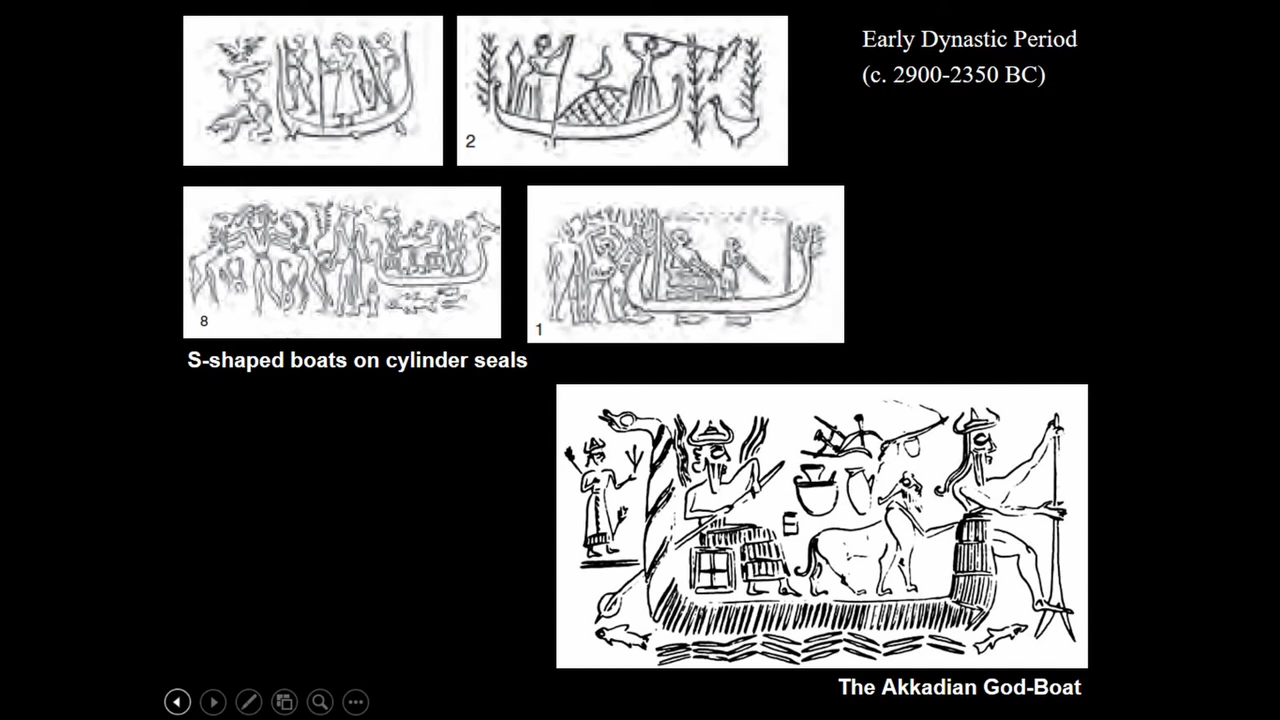 Early Dynastic Period
(c. 2900-2350 BC)
2
8
1
S-shaped boats on cylinder seals
The Akkadian God-Boat